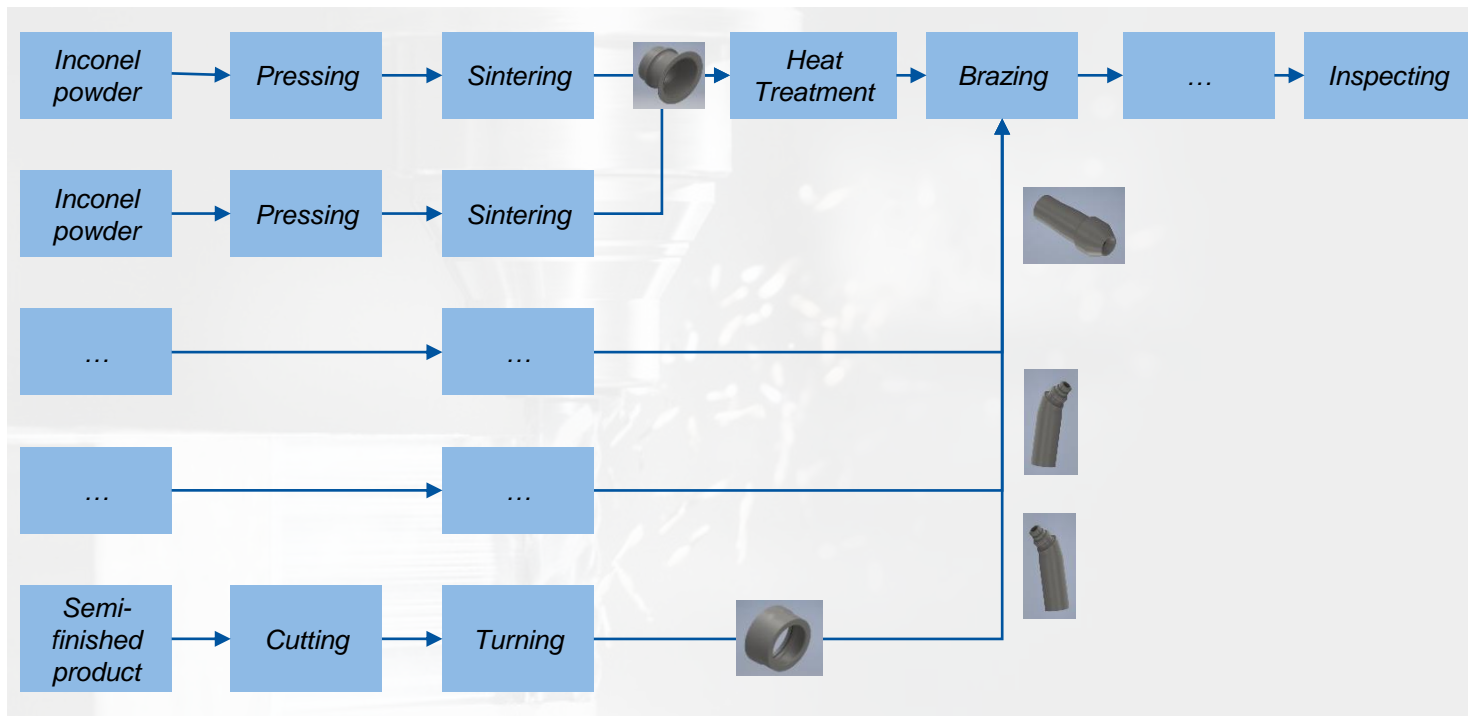 Inconel
powder
Pressing
Sintering
Heat
Treatment
Brazing
…
Inspecting
Inconel
powder
Pressing
Sintering
…
…
…
…
Semi-
finished
product
Cutting
Turning